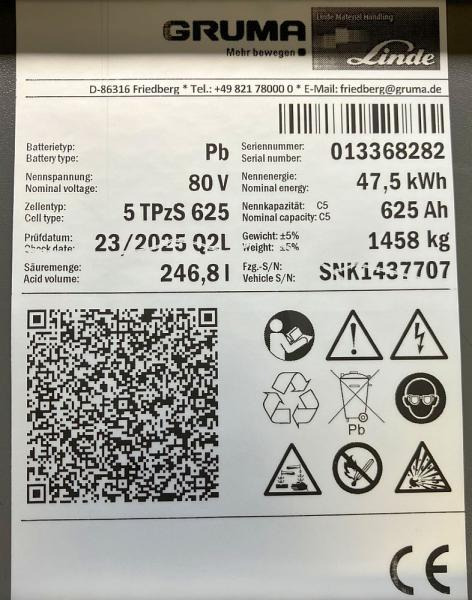 GRUMA
Mehr bewegen
Linde Material Handling
Linde
D-86316 Friedberg * Tel.: +49 821 78000 0 * E-Mail: friedberg@gruma.de
Batterietyp: Pb Seriennummer: 013368282
Battery type: Serial number:
Nennspannung: 80 V Nennenergie: 47,5 kWh
Nominal voltage: Nominal energy:
Zellentyp: 5 TPzS 625 Nennkapazität: C5 625 Ah
Cell type: Nominal capacity: C5
Prüfdatum: 23/2025 Q2L Gewicht: ±5% 1458 kg
Check date: Weight: ±5%
Säuremenge: 246,8 l Fzg.-S/N: SNK1437707
Acid volume: Vehicle S/N:
Pb
CE